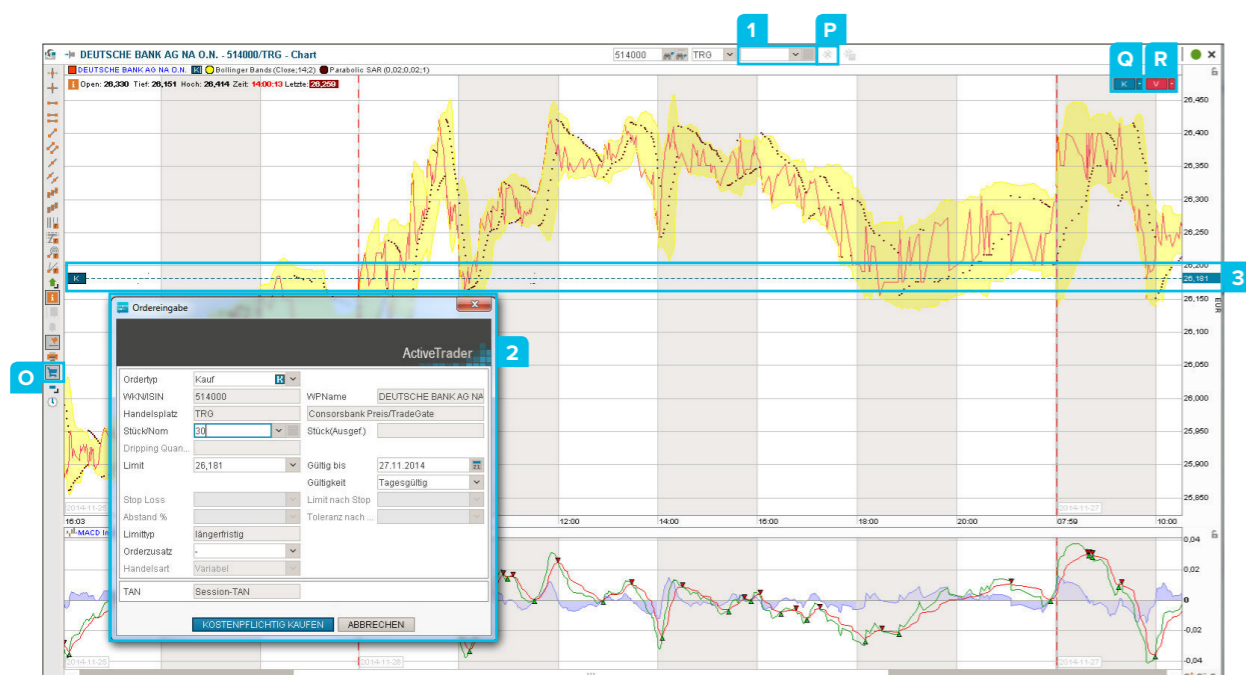 1
P
DEUTSCHE BANK AG NA O.N. - 514000/TRG - Chart
514000
TRG
Q R
DEUTSCHE BANK AG NA O.N. K Bollinger Bands (Close;14;2) Parabolic SAR (0,02;0,02;1)
i Open: 26,330 Tief: 26,151 Hoch: 26,414 Zeit: 14:00:13 Letzte: 26,259
K V
26,450
26,400
26,350
26,300
26,250
26,200
K
26,181
3
26,150
EUR
26,100
26,050
26,000
25,950
25,900
25,850
O
2
Ordereingabe
ActiveTrader
Ordertyp Kauf K
WKN/ISIN 514000 WPName DEUTSCHE BANK AG NA
Handelsplatz TRG Consorsbank Preis/TradeGate
Stück/Nom 30 Stück(Ausgef.)
Dripping Quan...
Limit 26,181 Gültig bis 27.11.2014
Gültigkeit Tagesgültig
Stop Loss Limit nach Stop
Abstand % Toleranz nach ...
Limittyp längerfristig
Orderzusatz -
Handelsart Variabel
TAN Session-TAN
KOSTENPFLICHTIG KAUFEN ABBRECHEN
2014-11-27
16:03 12:00 14:00 16:00 18:00 20:00 07:59 10:00
MACD In
0,04
0,02
0
-0,02
-0,04
2014-11-25 2014-11-26 2014-11-27